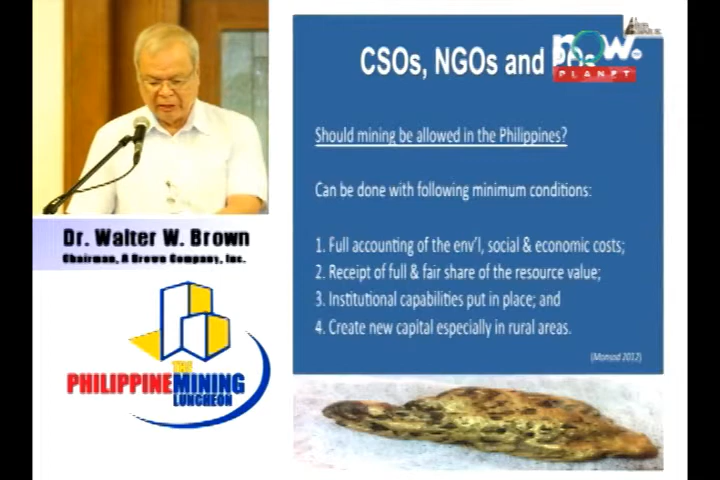 CSOs, NGOs and
now.
PLANET
Should mining be allowed in the Philippines?
Can be done with following minimum conditions:
1. Full accounting of the env'l, social & economic costs;
2. Receipt of full & fair share of the resource value;
3. Institutional capabilities put in place; and
4. Create new capital especially in rural areas.
(Monsod 2012)
Dr. Walter W. Brown
Chairman, A Brown Company, Inc.
THE
PHILIPPINEMINING
LUNCHEON